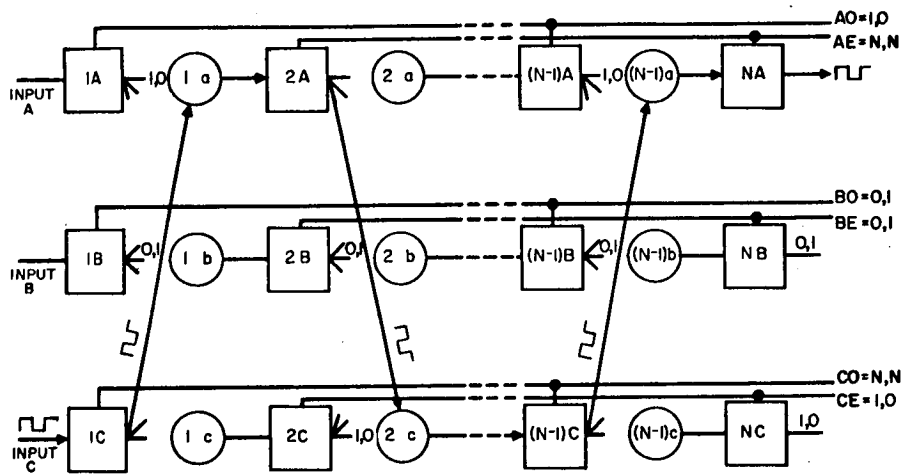 AO=1,0
AE=N,N
1A
1,0
1 a
2A
2 a
(N-1)A
1,0
(N-1)a
NA
INPUT
A
BO=0,1
BE=0,1
1B
0,1
1 b
2B
0,1
2 b
(N-1)B
0,1
(N-1)b
NB
0,1
INPUT
B
CO=N,N
CE=1,0
1C
1 c
2C
1,0
2 c
(N-1)C
(N-1)c
NC
1,0
INPUT
C